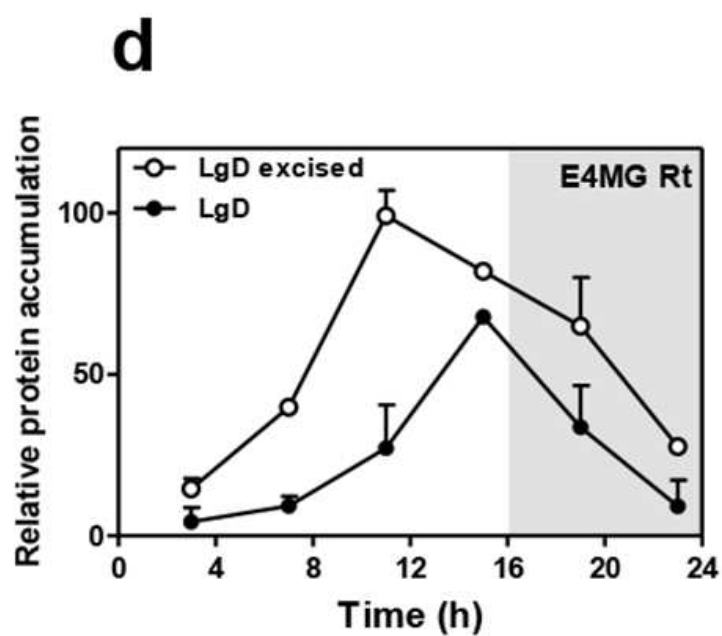 d
Relative protein accumulation
LgD excised
LgD
E4MG Rt
100
50
0
0 4 8 12 16 20 24
Time (h)